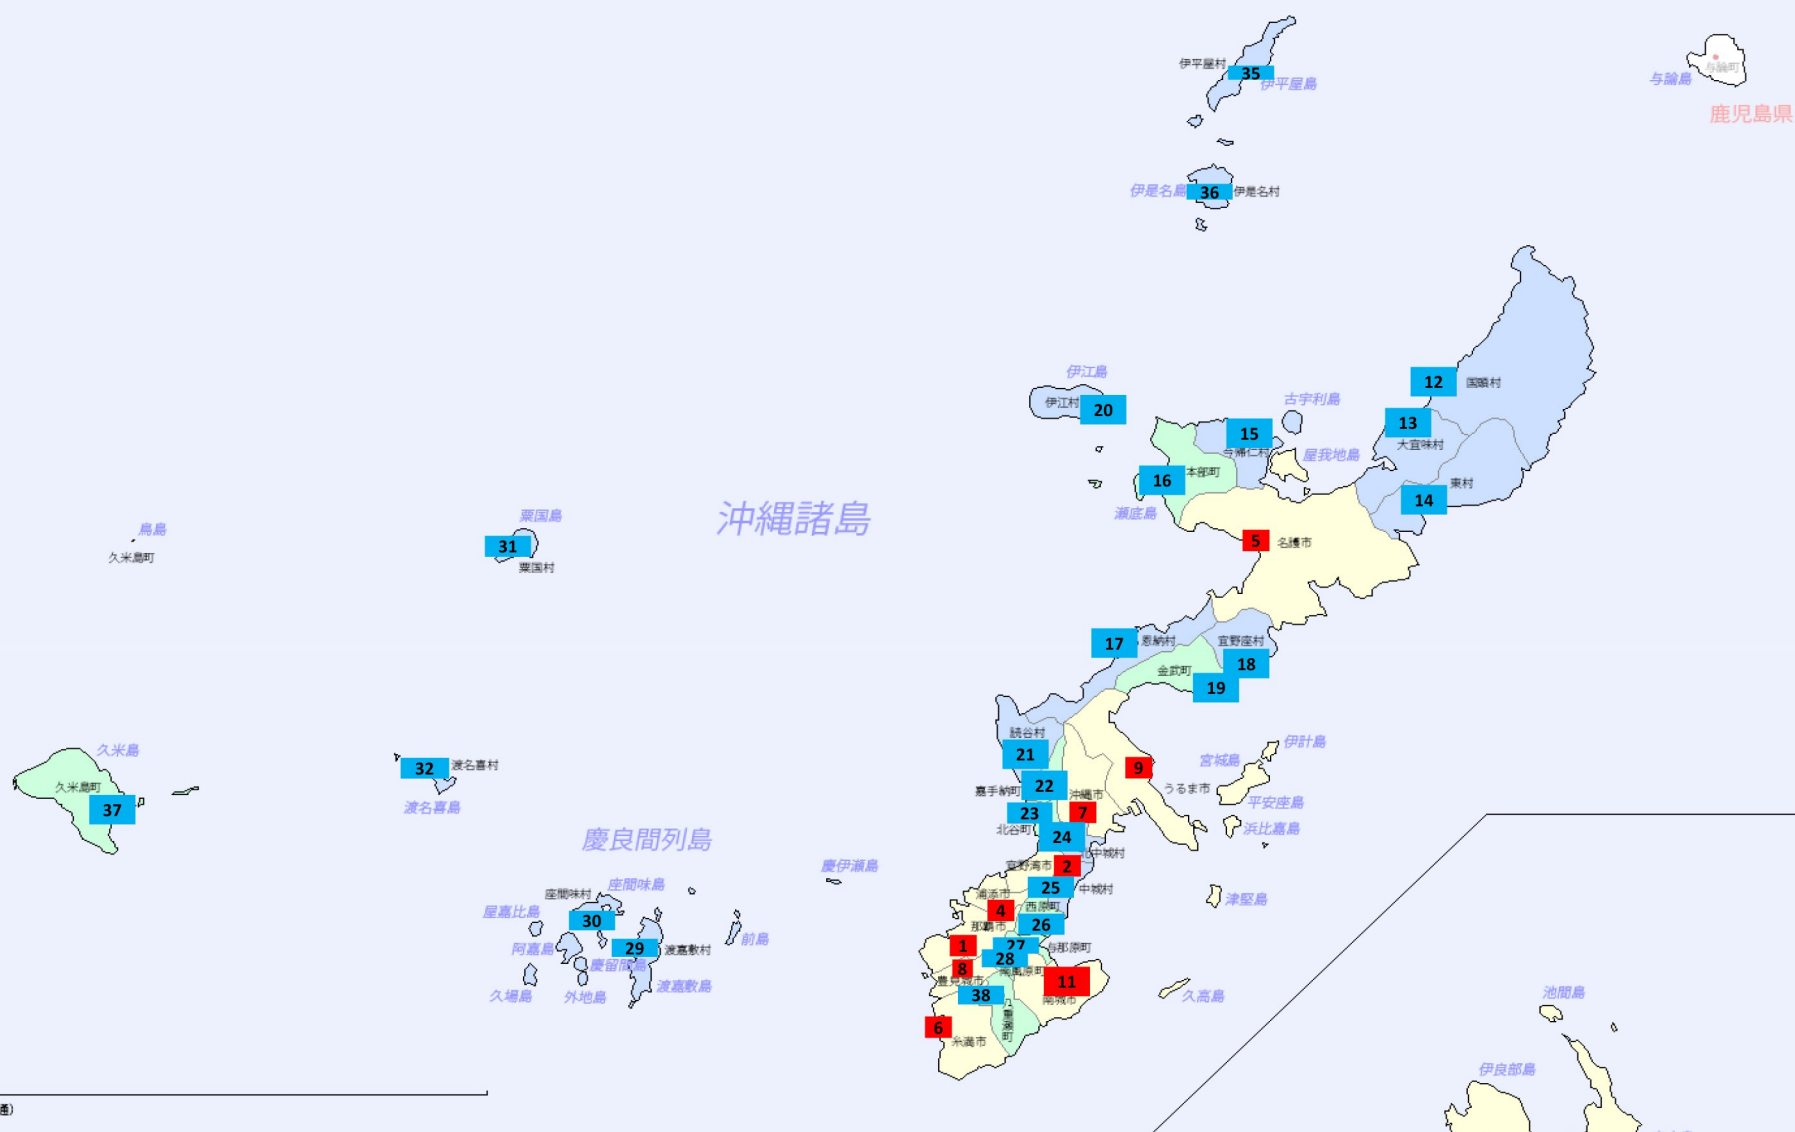 伊平屋村
35
伊平屋島
与論島
与論町
鹿児島県
伊是名島
36
伊是名村
伊江島
伊江村
20
古宇利島
12
国頭村
13
大宜味村
15
今帰仁村
屋我地島
16
本部町
瀬底島
14
東村
沖縄諸島
鳥島
久米島町
粟国島
31
粟国村
5
名護市
17
恩納村
宜野座村
18
金武町
19
読谷村
21
久米島
久米島町
37
32
渡名喜村
渡名喜島
9
うるま市
伊計島
宮城島
平安座島
浜比嘉島
22
嘉手納町
沖縄市
23
7
北谷町
24
北中城村
慶良間列島
慶伊瀬島
宜野湾市
2
25
中城村
浦添市
西原町
4
那覇市
26
津堅島
座間味村
座間味島
屋嘉比島
30
阿嘉島
29
渡嘉敷村
前島
慶留間島
久場島
外地島
渡嘉敷島
1
27
与那原町
28
南風原町
8
豊見城市
11
南城市
38
八重瀬町
6
糸満市
久高島
池間島
伊良部島